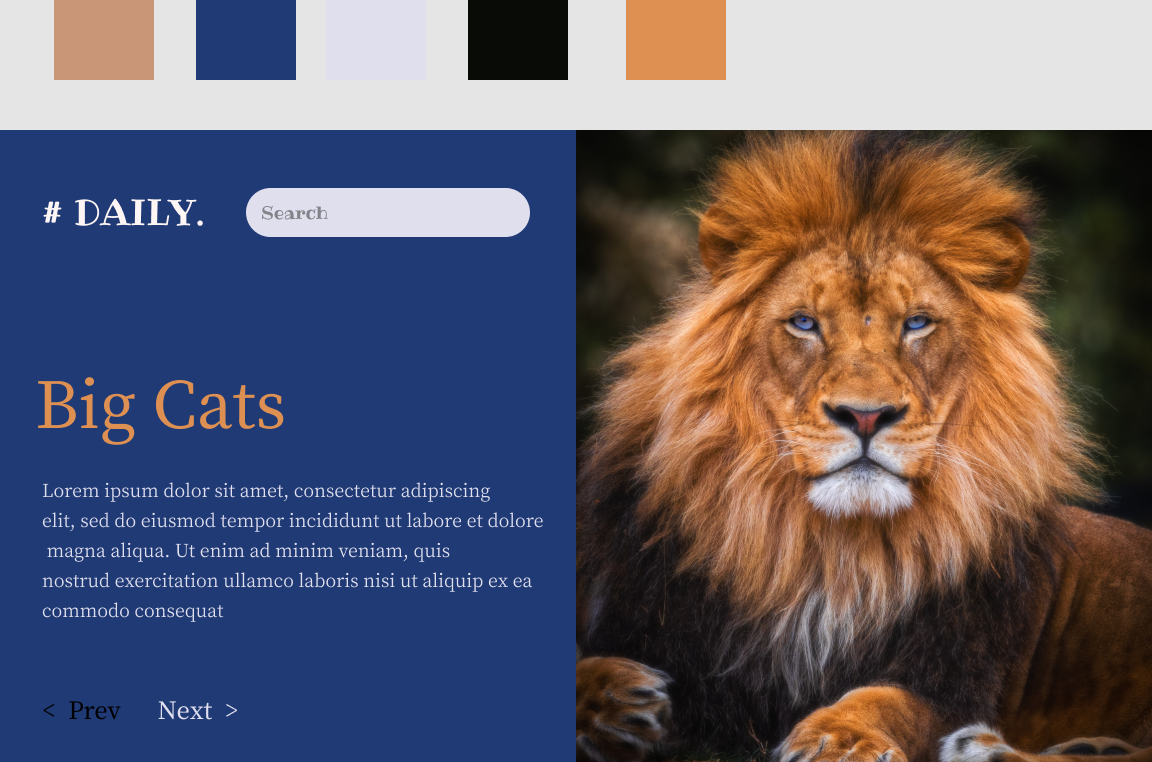 # DAILY.
Search
Big Cats
Lorem ipsum dolor sit amet, consectetur adipiscing
elit, sed do eiusmod tempor incididunt ut labore et dolore
magna aliqua. Ut enim ad minim veniam, quis
nostrud exercitation ullamco laboris nisi ut aliquip ex ea
commodo consequat
< Prev Next >